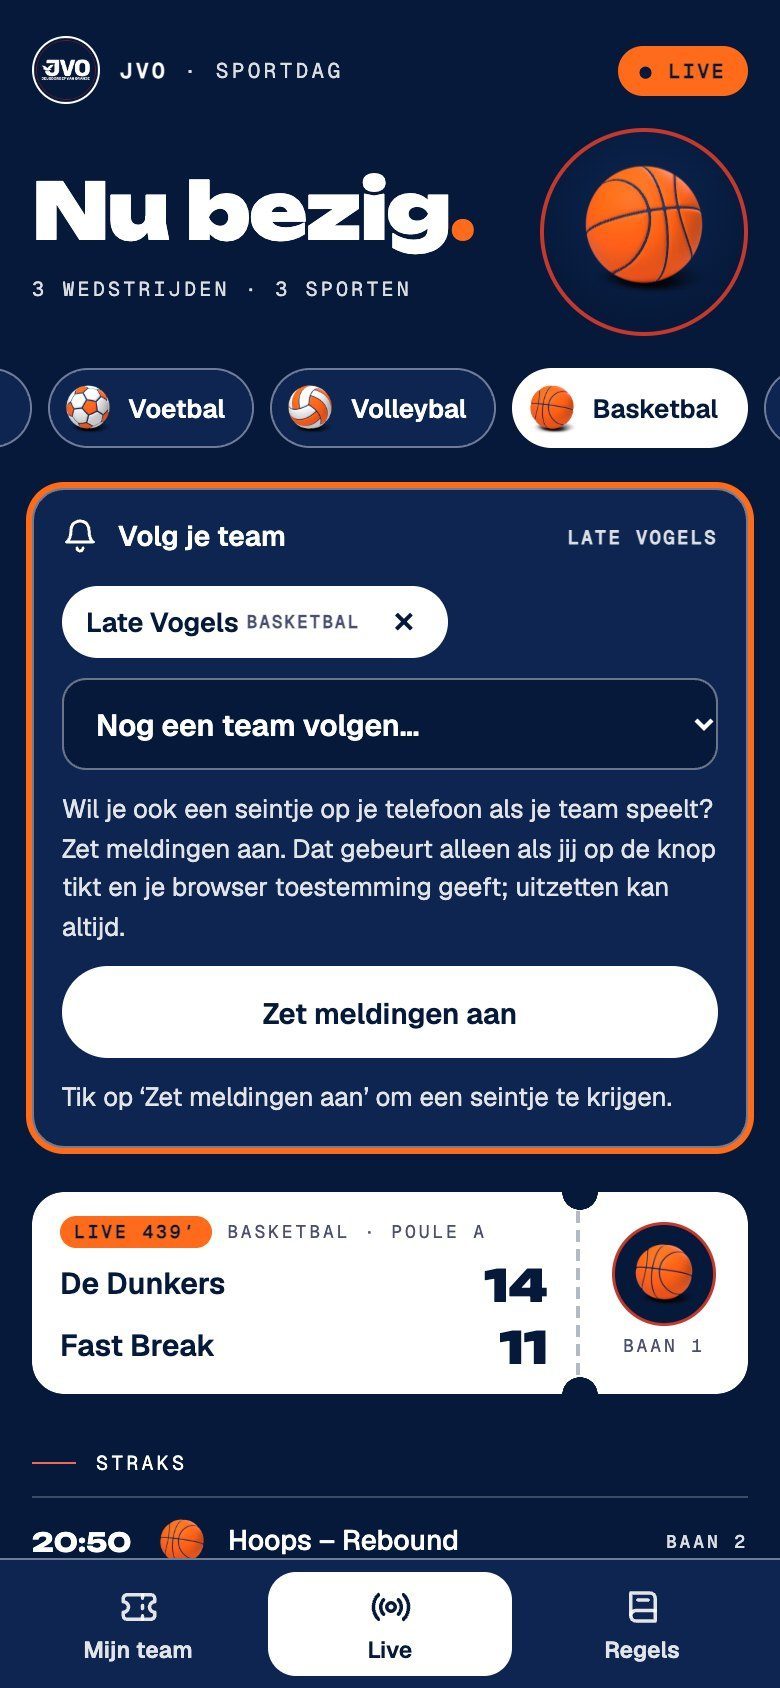 JVO
JVO · SPORTDAG
● LIVE
Nu bezig.
3 WEDSTRIJDEN · 3 SPORTEN
Voetbal
Volleybal
Basketbal
Volg je team
LATE VOGELS
Late Vogels BASKETBAL ✕
Nog een team volgen...
Wil je ook een seintje op je telefoon als je team speelt?
Zet meldingen aan. Dat gebeurt alleen als jij op de knop
tikt en je browser toestemming geeft; uitzetten kan
altijd.
Zet meldingen aan
Tik op ‘Zet meldingen aan’ om een seintje te krijgen.
LIVE 439’ BASKETBAL · POULE A
De Dunkers 14
Fast Break 11
BAAN 1
STRAKS
20:50 Hoops – Rebound BAAN 2
Mijn team
Live
Regels